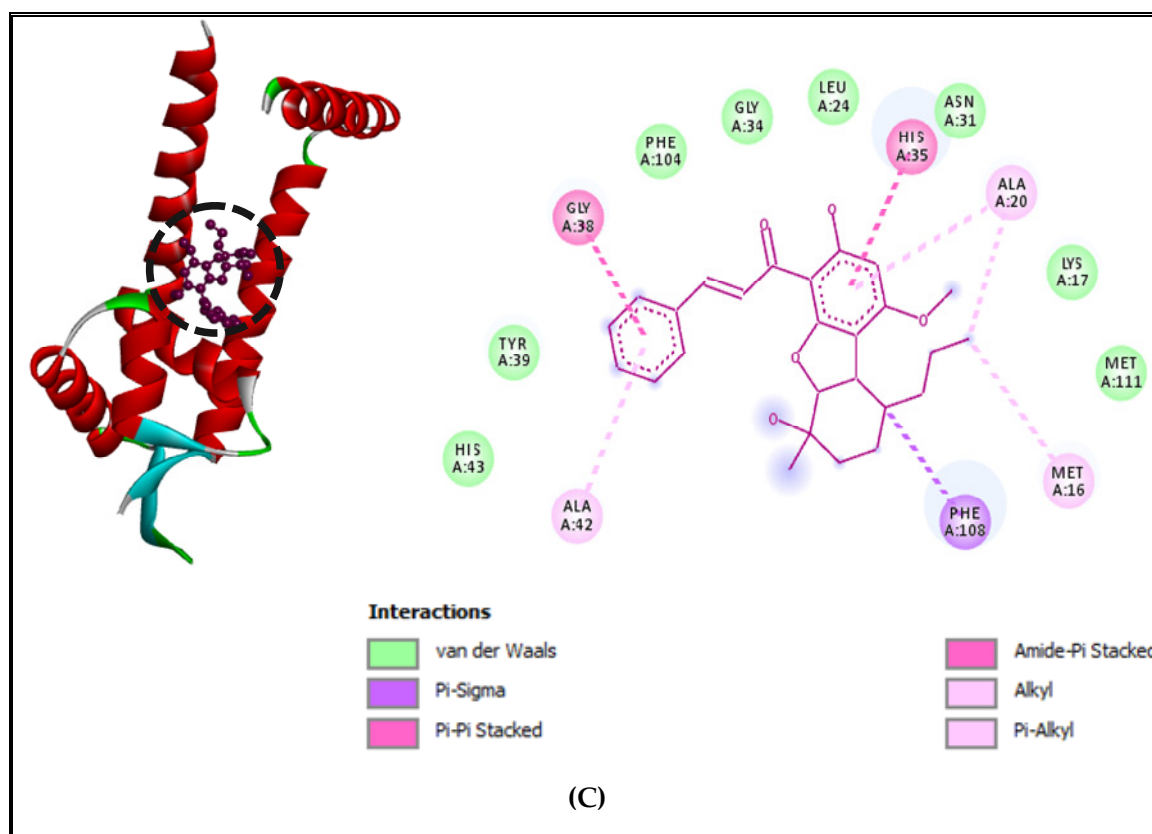 LEU
A:24
ASN
A:31
GLY
A:34
PHE
A:104
HIS
A:35
ALA
A:20
GLY
A:38
O
O
LYS
A:17
O
TYR
A:39
O
MET
A:111
O
HIS
A:43
MET
A:16
ALA
A:42
PHE
A:108
Interactions
van der Waals
Pi-Sigma
Pi-Pi Stacked
Amide-Pi Stacked
Alkyl
Pi-Alkyl
(C)